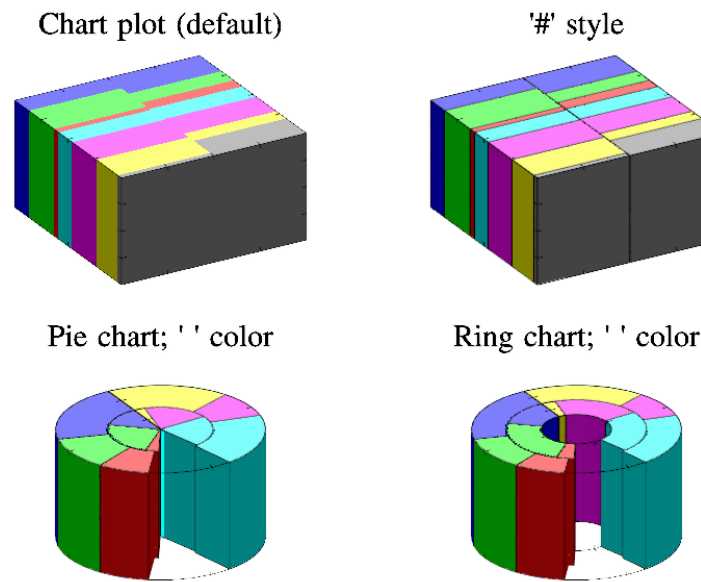 Chart plot (default)
'#' style
Pie chart; ' ' color
Ring chart; ' ' color